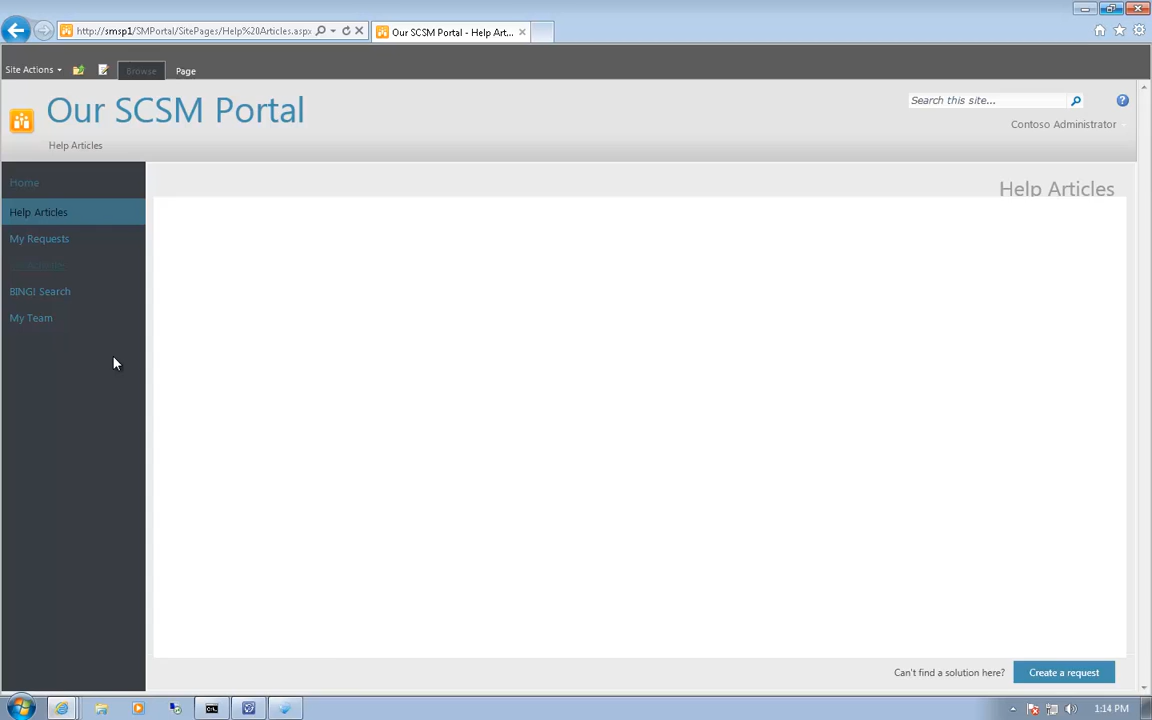 http://smsp1/SMPortal/SitePages/Help%20Articles.aspx
Our SCSM Portal - Help Art...
Site Actions
Browse
Page
Our SCSM Portal
Search this site...
Contoso Administrator
Help Articles
Home
Help Articles
Help Articles
My Requests
BING! Search
My Team
Can't find a solution here?
Create a request
1:14 PM